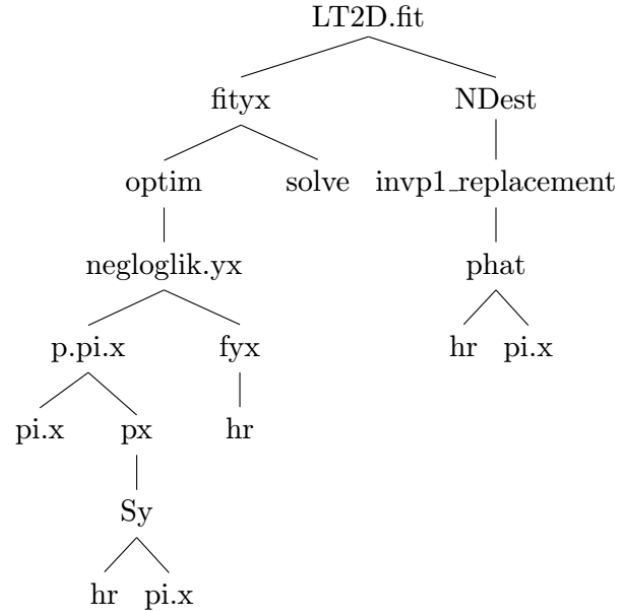 LT2D.fit
fityx NDest
optim solve invp1_replacement
negloglik.yx phat
p.pi.x fyx hr pi.x
pi.x px hr
Sy
hr pi.x